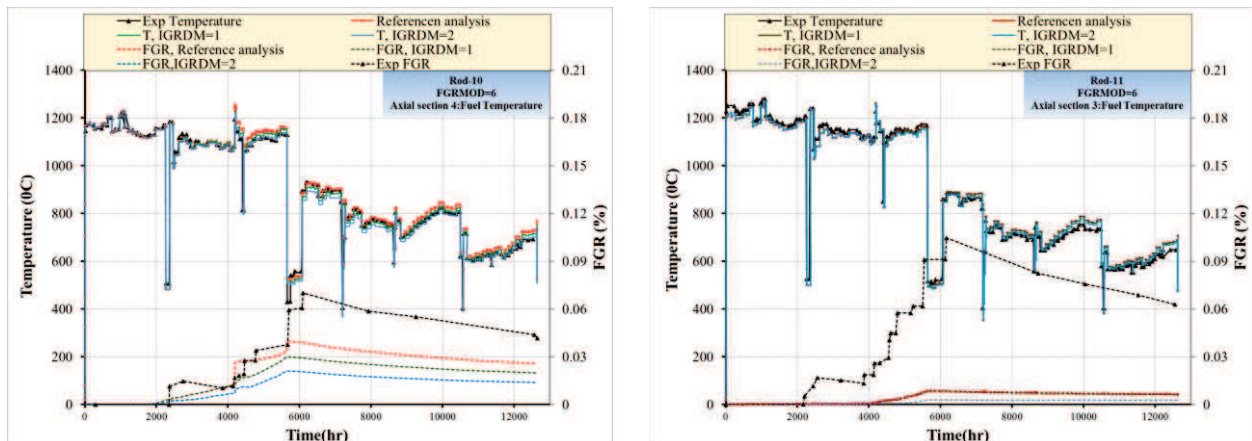 Exp Temperature
Referencen analysis
T, IGRDM=1
T, IGRDM=2
FGR, Reference analysis
FGR, IGRDM=1
FGR,IGRDM=2
Exp FGR
1400
1200
1000
800
600
400
200
0
Temperature (0C)
Rod-10
FGRMOD=6
Axial section 4:Fuel Temperature
0.21
0.18
0.15
0.12
0.09
0.06
0.03
0
FGR (%)
0 2000 4000 6000 8000 10000 12000
Time(hr)
Exp Temperature
Referencen analysis
T, IGRDM=1
T, IGRDM=2
FGR, Reference analysis
FGR, IGRDM=1
FGR,IGRDM=2
Exp FGR
1400
1200
1000
800
600
400
200
0
Temperature (0C)
Rod-11
FGRMOD=6
Axial section 3:Fuel Temperature
0.21
0.18
0.15
0.12
0.09
0.06
0.03
0
FGR (%)
0 2000 4000 6000 8000 10000 12000
Time(hr)